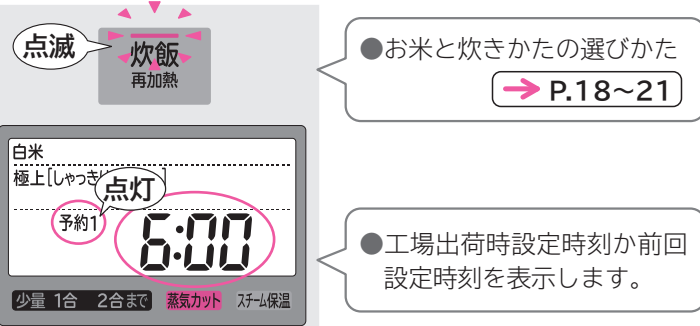 点滅
炊飯
再加熱
●お米と炊きかたの選びかた
→ P.18~21
白米
極上[しゃっき
]
点灯
予約1
6:00
少量 1合 2合まで 蒸気カット スチーム保温
●工場出荷時設定時刻か前回
設定時刻を表示します。